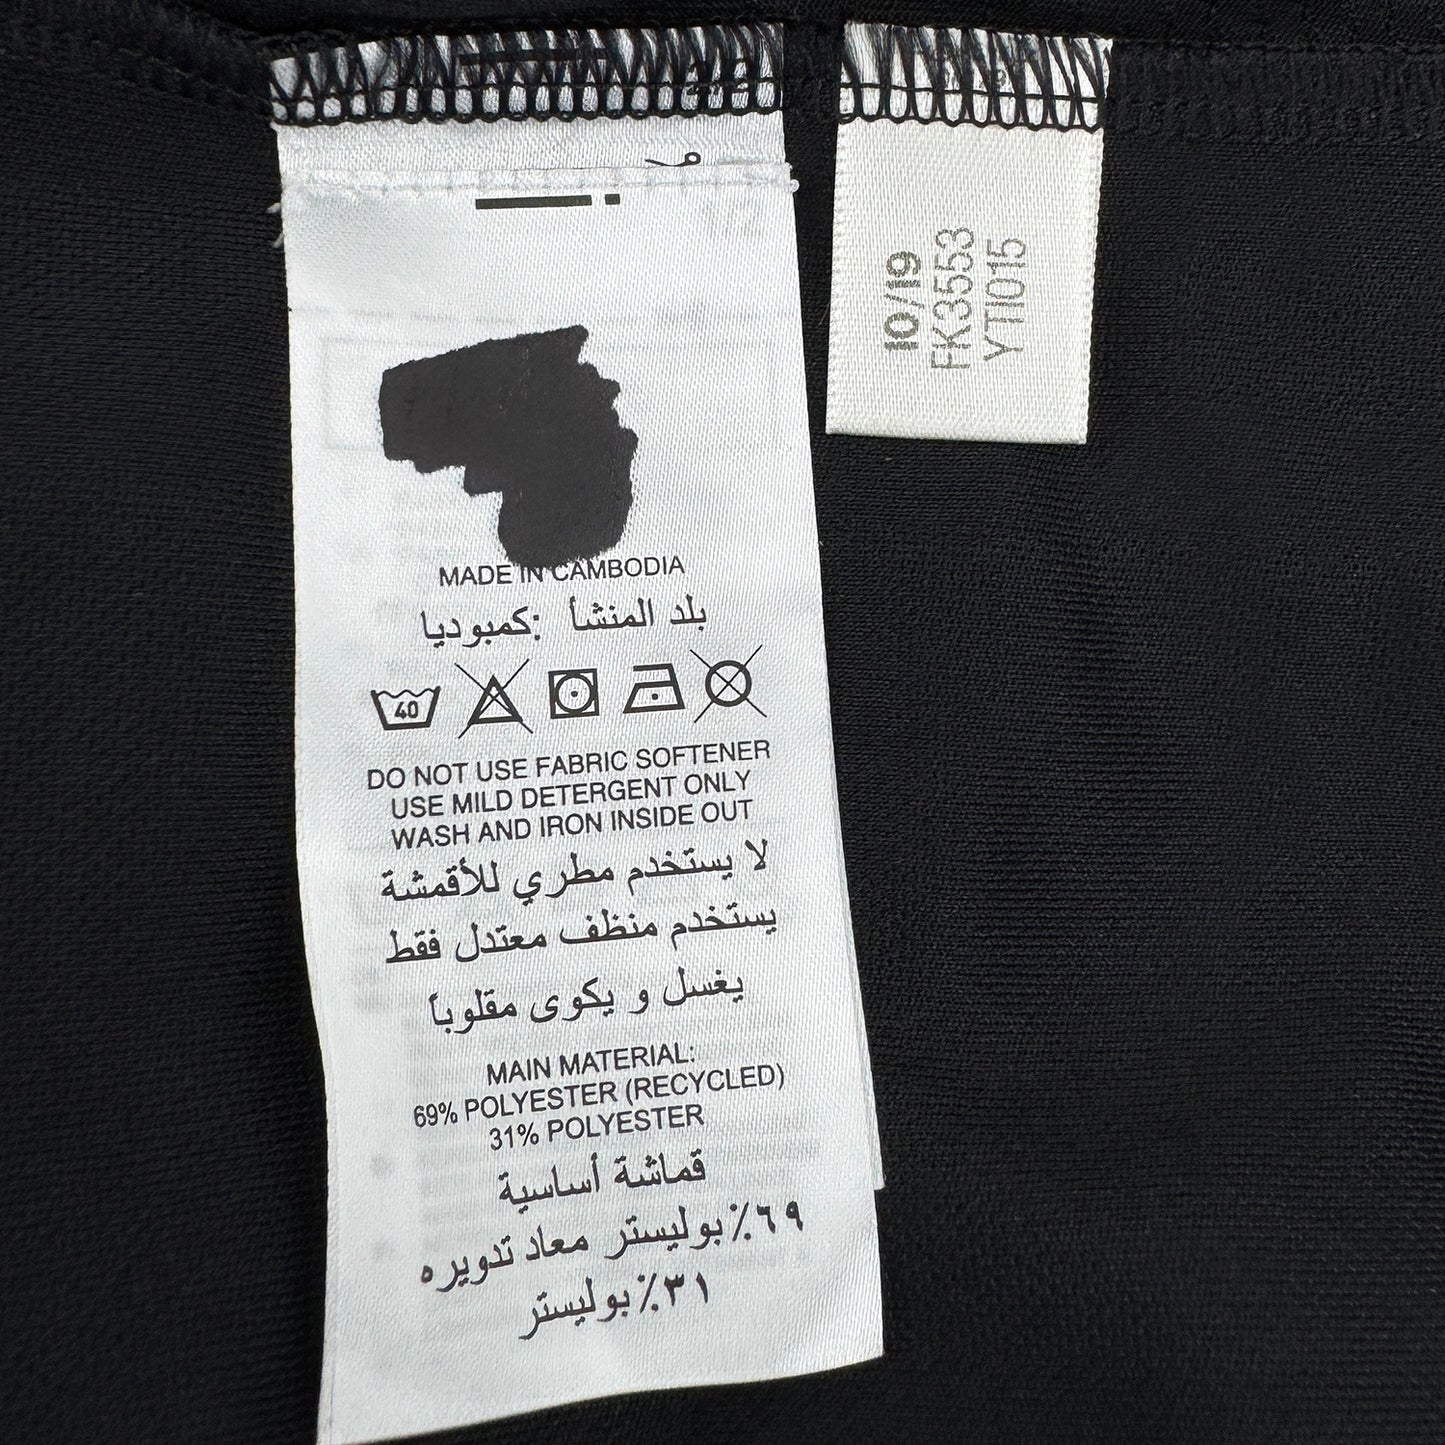 MADE IN CAMBODIA
بلد المنشأ :كمبوديا
40
DO NOT USE FABRIC SOFTENER
USE MILD DETERGENT ONLY
WASH AND IRON INSIDE OUT
لا يستخدم مطري للأقمشة
يستخدم منظف معتدل فقط
يغسل و يكوى مقلوباً
MAIN MATERIAL:
69% POLYESTER (RECYCLED)
31% POLYESTER
قماشة أساسية
٦٩٪ بوليستر معاد تدويره
٣١٪ بوليستر
10/19
FK3553
YTI015